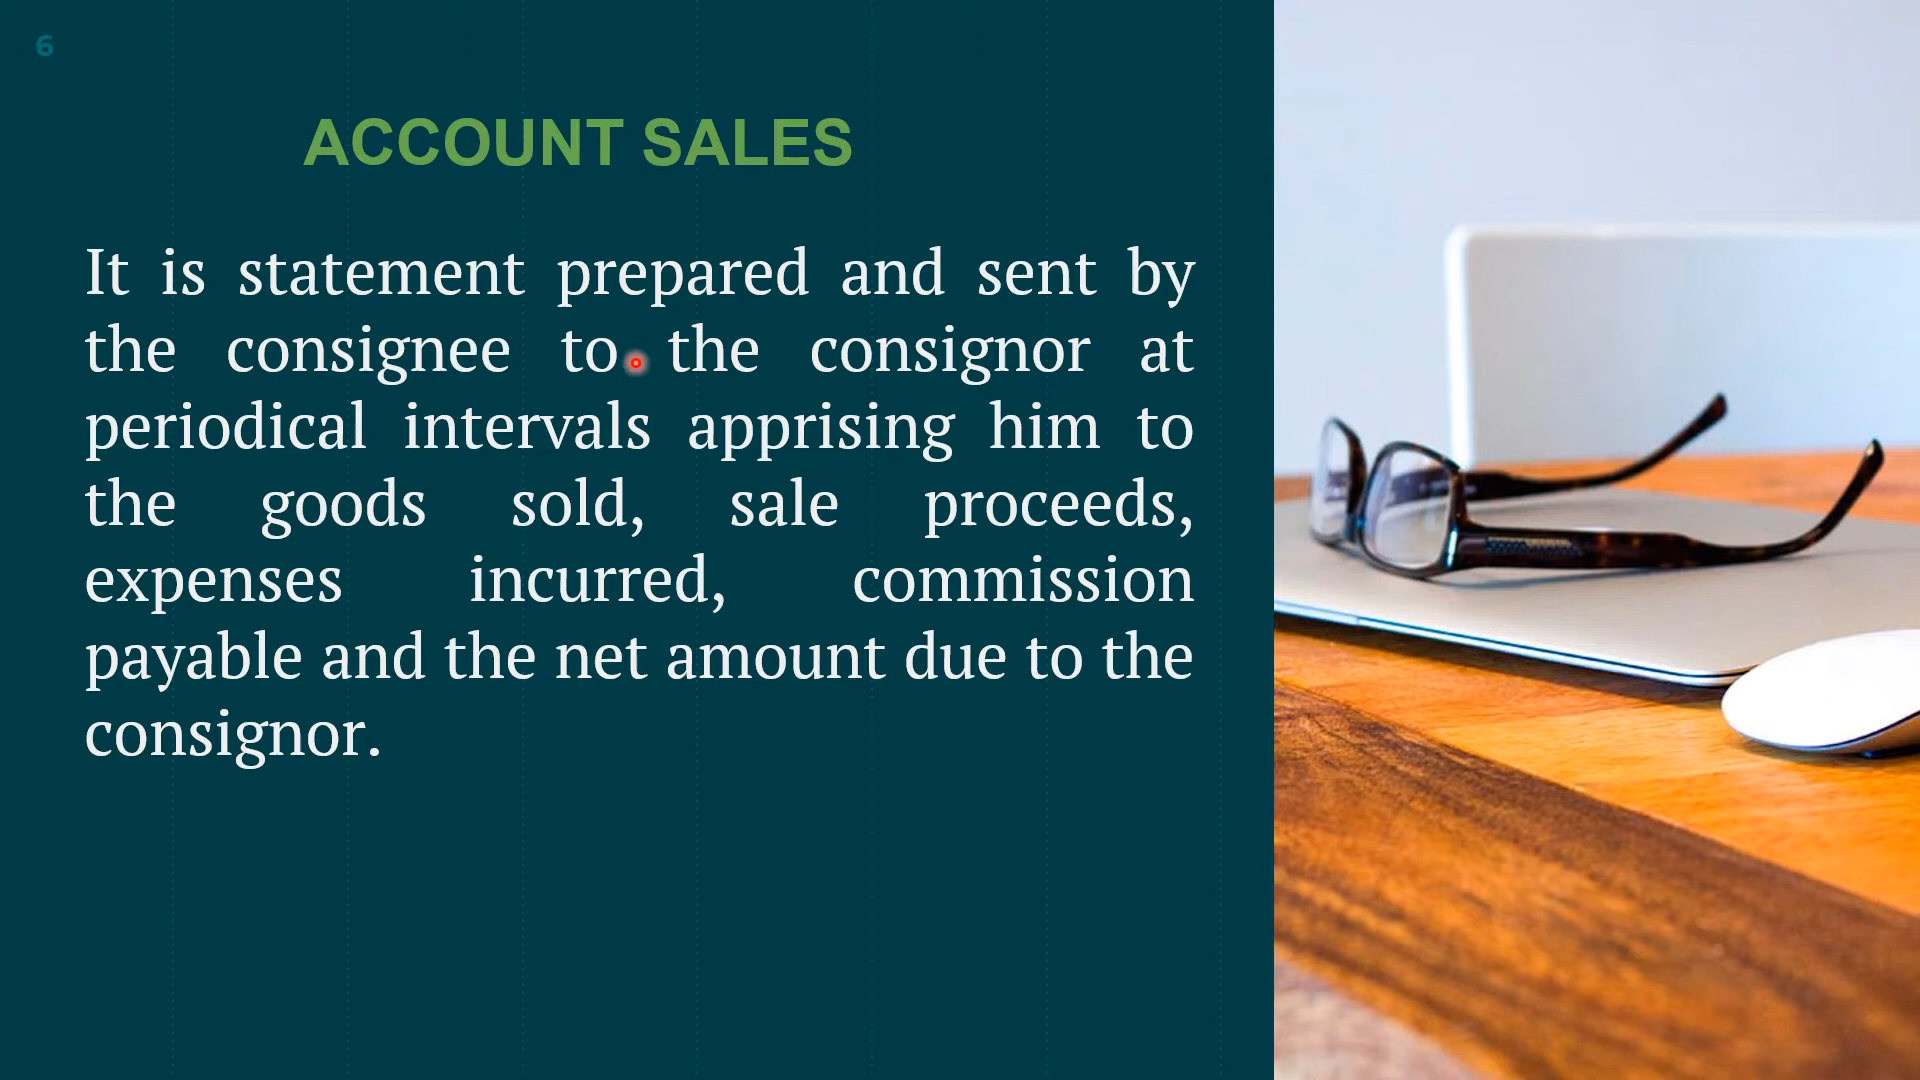 6
ACCOUNT SALES
It is statement prepared and sent by
the consignee to the consignor at
periodical intervals apprising him to
the goods sold, sale proceeds,
expenses incurred, commission
payable and the net amount due to the
consignor.